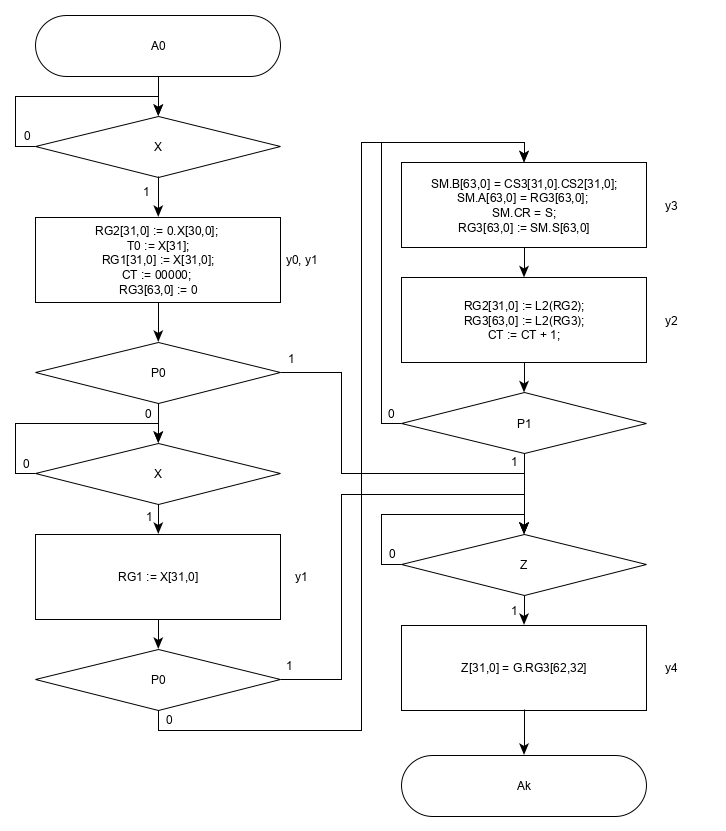 A0
0
X
1
RG2[31,0] := 0.X[30,0];
T0 := X[31];
RG1[31,0] := X[31,0];
CT := 00000;
RG3[63,0] := 0
y0, y1
P0
1
0
0
X
1
RG1 := X[31,0]
y1
P0
1
0
SM.B[63,0] = CS3[31,0].CS2[31,0];
SM.A[63,0] = RG3[63,0];
SM.CR = S;
RG3[63,0] := SM.S[63,0]
y3
RG2[31,0] := L2(RG2);
RG3[63,0] := L2(RG3);
CT := CT + 1;
y2
0
P1
1
0
Z
1
Z[31,0] = G.RG3[62,32]
y4
Ak